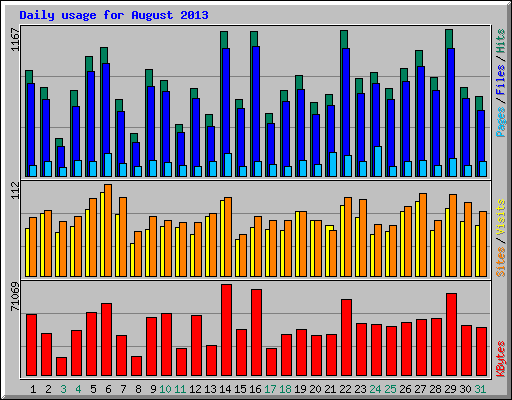 Daily usage for August 2013
1167
Pages / Files / Hits
112
Sites / Visits
71069
KBytes
1 2 3 4 5 6 7 8 9 10 11 12 13 14 15 16 17 18 19 20 21 22 23 24 25 26 27 28 29 30 31